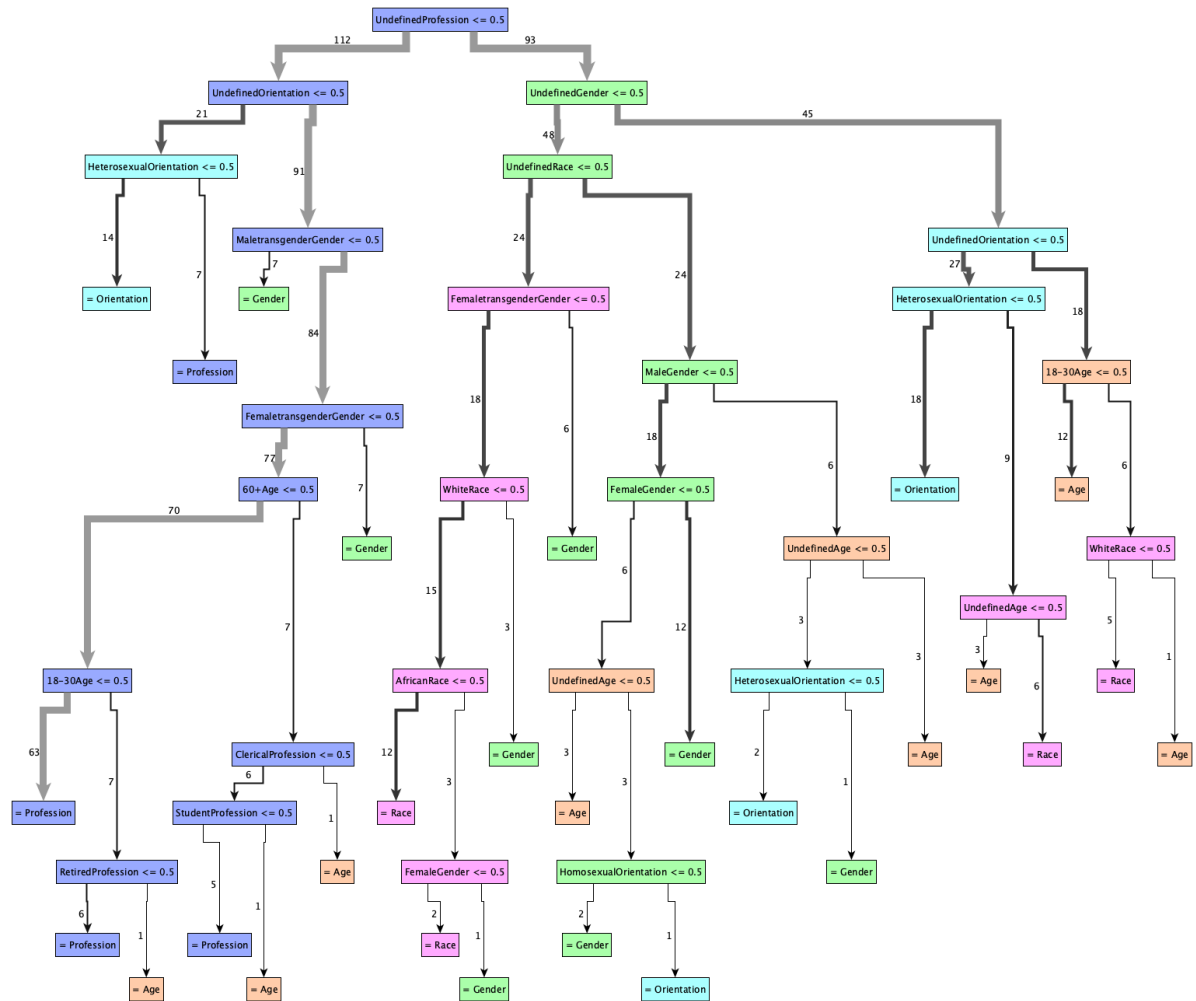 UndefinedProfession <= 0.5
112
93
UndefinedOrientation <= 0.5
UndefinedGender <= 0.5
21
45
48
HeterosexualOrientation <= 0.5
UndefinedRace <= 0.5
91
14
7
MaletransgenderGender <= 0.5
24
24
UndefinedOrientation <= 0.5
7
27
= Orientation
= Gender
FemaletransgenderGender <= 0.5
HeterosexualOrientation <= 0.5
84
18
= Profession
MaleGender <= 0.5
18-30Age <= 0.5
18
6
18
12
6
FemaletransgenderGender <= 0.5
18
6
9
77
7
60+Age <= 0.5
WhiteRace <= 0.5
FemaleGender <= 0.5
= Orientation
= Age
70
= Gender
= Gender
UndefinedAge <= 0.5
WhiteRace <= 0.5
6
15
7
3
12
3
3
5
1
UndefinedAge <= 0.5
3
18-30Age <= 0.5
AfricanRace <= 0.5
UndefinedAge <= 0.5
HeterosexualOrientation <= 0.5
= Age
= Race
6
63
7
12
3
3
3
2
1
ClericalProfession <= 0.5
= Gender
= Gender
= Age
= Race
= Age
6
1
= Profession
StudentProfession <= 0.5
= Race
= Age
= Orientation
RetiredProfession <= 0.5
= Age
FemaleGender <= 0.5
HomosexualOrientation <= 0.5
= Gender
5
1
6
1
2
1
2
1
= Profession
= Profession
= Race
= Gender
= Age
= Age
= Gender
= Orientation